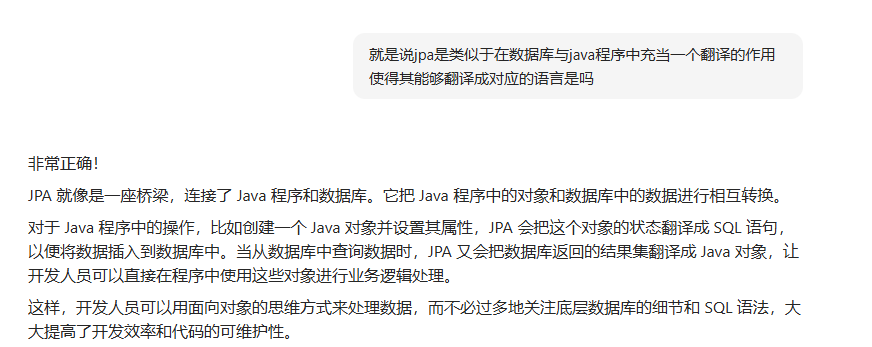 就是说jpa是类似于在数据库与java程序中充当一个翻译的作用
使得其能够翻译成对应的语言是吗
非常正确！
JPA 就像是一座桥梁，连接了 Java 程序和数据库。它把 Java 程序中的对象和数据库中的数据进行相互转换。
对于 Java 程序中的操作，比如创建一个 Java 对象并设置其属性，JPA 会把这个对象的状态翻译成 SQL 语句，
以便将数据插入到数据库中。当从数据库中查询数据时，JPA 又会把数据库返回的结果集翻译成 Java 对象，让
开发人员可以直接在程序中使用这些对象进行业务逻辑处理。
这样，开发人员可以用面向对象的思维方式来处理数据，而不必过多地关注底层数据库的细节和 SQL 语法，大
大提高了开发效率和代码的可维护性。